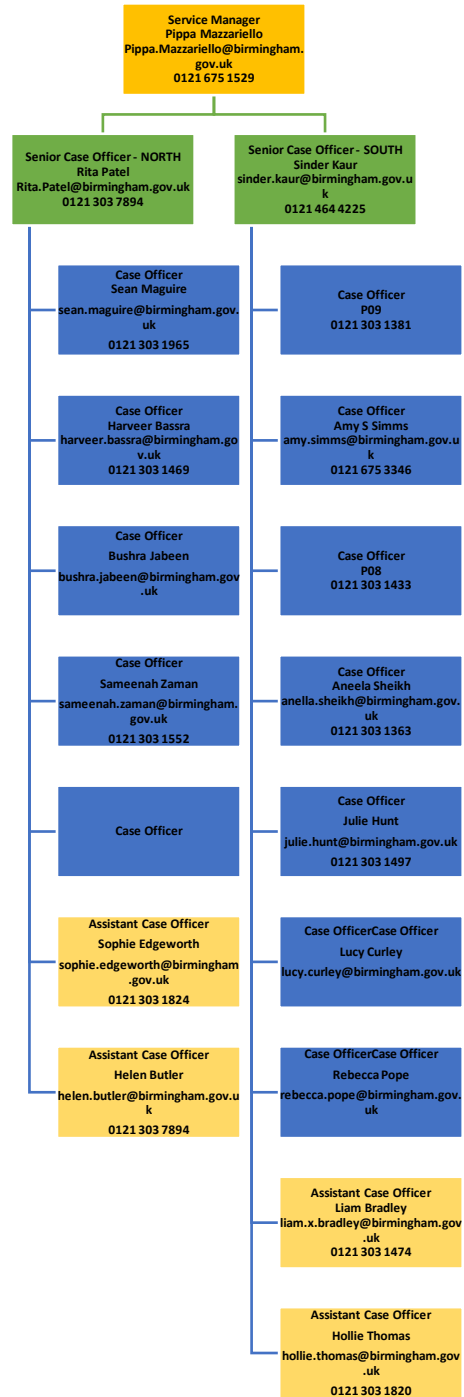 Service Manager
Pippa Mazzariello
Pippa.Mazzariello@birmingham.
gov.uk
0121 675 1529
Senior Case Officer - NORTH
Rita Patel
Rita.Patel@birmingham.gov.uk
0121 303 7894
Senior Case Officer - SOUTH
Sinder Kaur
sinder.kaur@birmingham.gov.u
k
0121 464 4225
Case Officer
Sean Maguire
sean.maguire@birmingham.gov.
uk
0121 303 1965
Case Officer
Harveer Bassra
harveer.bassra@birmingham.go
v.uk
0121 303 1469
Case Officer
Bushra Jabeen
bushra.jabeen@birmingham.gov
.uk
Case Officer
Sameenah Zaman
sameenah.zaman@birmingham.
gov.uk
0121 303 1552
Case Officer
Assistant Case Officer
Sophie Edgeworth
sophie.edgeworth@birmingham
.gov.uk
0121 303 1824
Assistant Case Officer
Helen Butler
helen.butler@birmingham.gov.u
k
0121 303 7894
Case Officer
P09
0121 303 1381
Case Officer
Amy S Simms
amy.simms@birmingham.gov.u
k
0121 675 3346
Case Officer
P08
0121 303 1433
Case Officer
Aneela Sheikh
anella.sheikh@birmingham.gov.
uk
0121 303 1363
Case Officer
Julie Hunt
julie.hunt@birmingham.gov.uk
0121 303 1497
Case OfficerCase Officer
Lucy Curley
lucy.curley@birmingham.gov.uk
Case OfficerCase Officer
Rebecca Pope
rebecca.pope@birmingham.gov.
uk
Assistant Case Officer
Liam Bradley
liam.x.bradley@birmingham.gov
.uk
0121 303 1474
Assistant Case Officer
Hollie Thomas
hollie.thomas@birmingham.gov
.uk
0121 303 1820